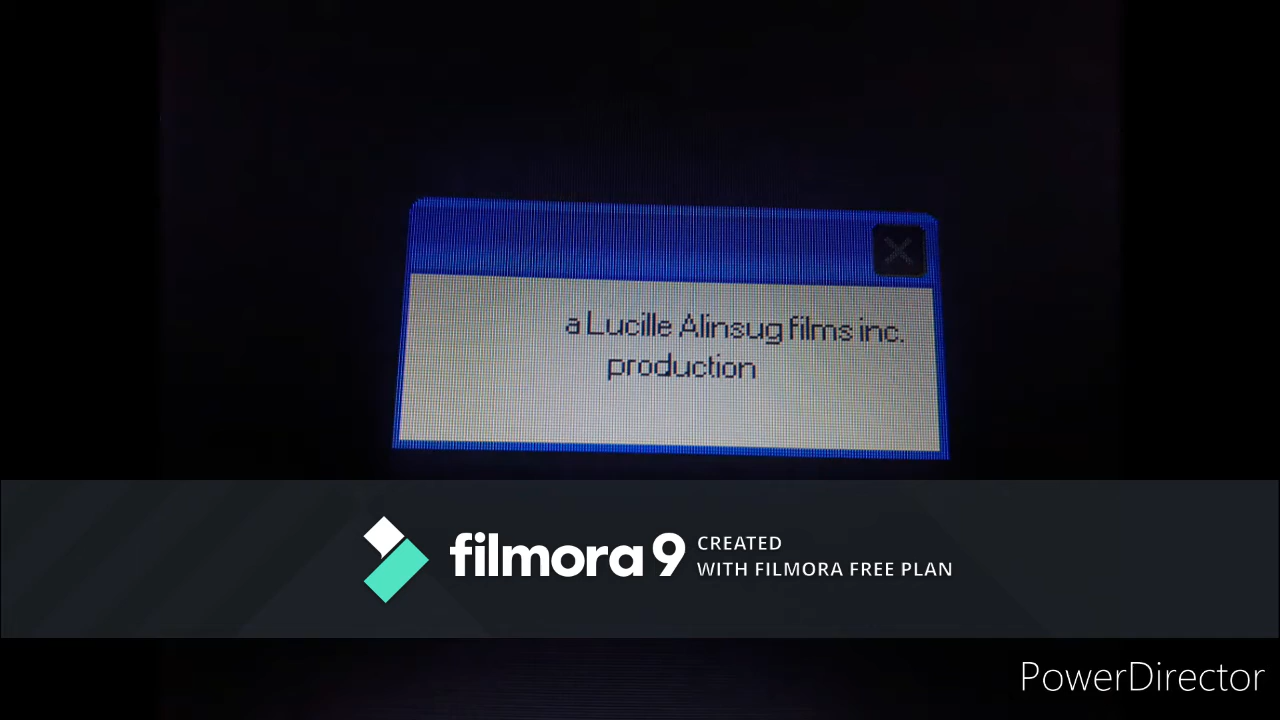 a Lucille Alinsug films inc.
production
filmora 9
CREATED
WITH FILMORA FREE PLAN
PowerDirector